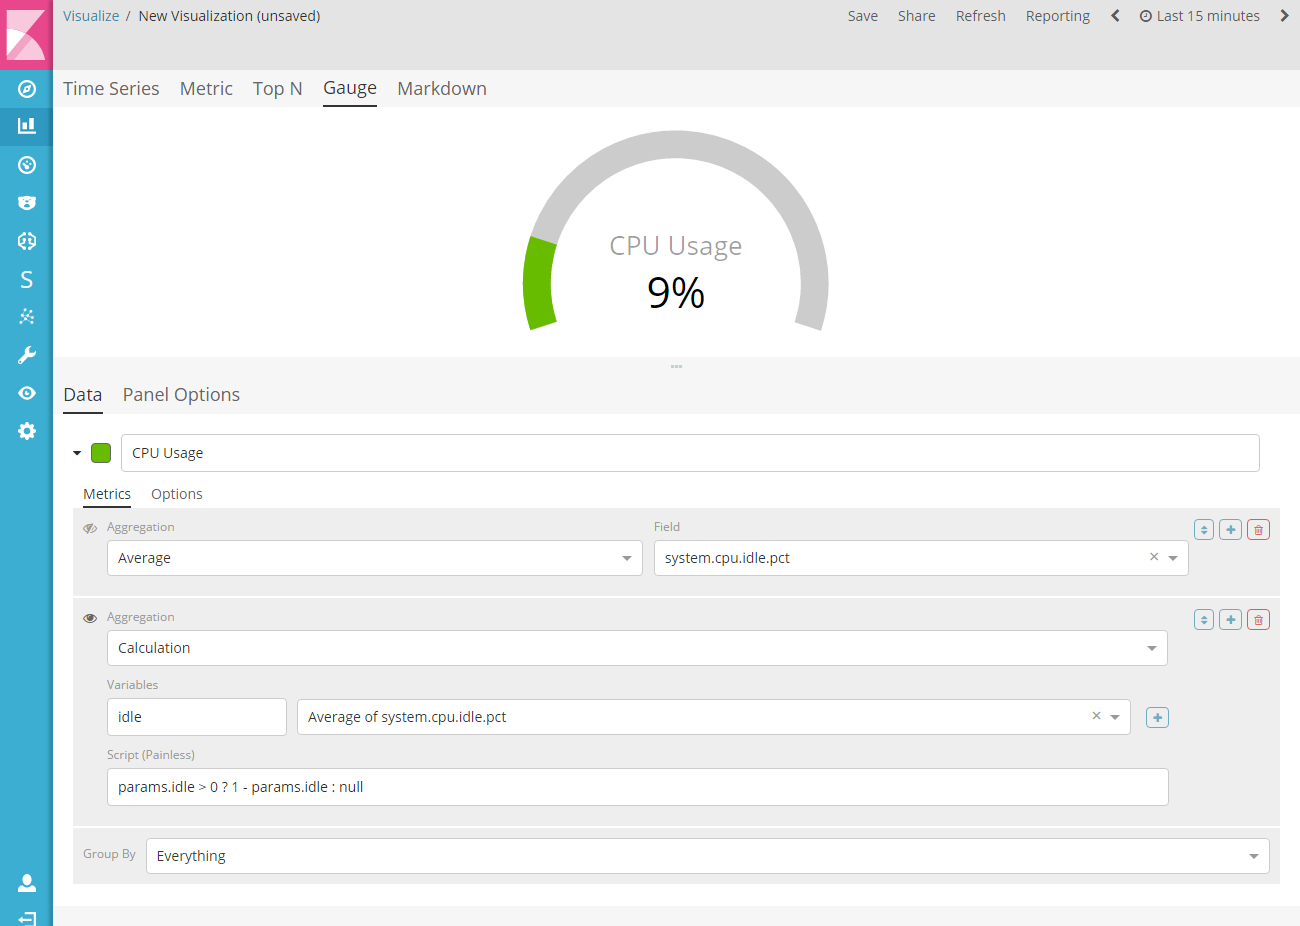 Visualize / New Visualization (unsaved)
Save Share Refresh Reporting Last 15 minutes
Time Series Metric Top N Gauge Markdown
CPU Usage
9%
Data Panel Options
CPU Usage
Metrics Options
Aggregation Field
Average system.cpu.idle.pct
Aggregation
Calculation
Variables
idle Average of system.cpu.idle.pct
Script (Painless)
params.idle > 0 ? 1 - params.idle : null
Group By Everything
S